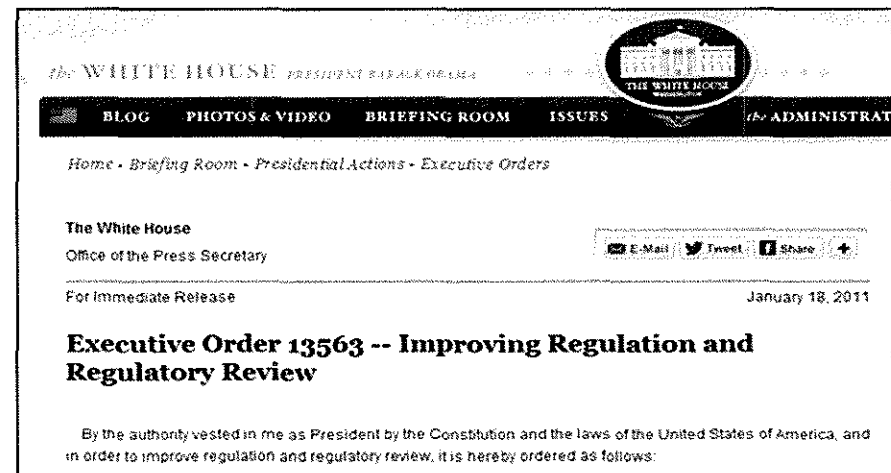 the WHITE HOUSE PRESIDENT BARACK OBAMA
THE WHITE HOUSE
WASHINGTON
BLOG PHOTOS & VIDEO BRIEFING ROOM ISSUES the ADMINISTRAT
Home • Briefing Room • Presidential Actions • Executive Orders
The White House
Office of the Press Secretary
E-Mail Tweet Share +
For Immediate Release January 18, 2011
Executive Order 13563 -- Improving Regulation and
Regulatory Review
By the authority vested in me as President by the Constitution and the laws of the United States of America, and
in order to improve regulation and regulatory review, it is hereby ordered as follows: